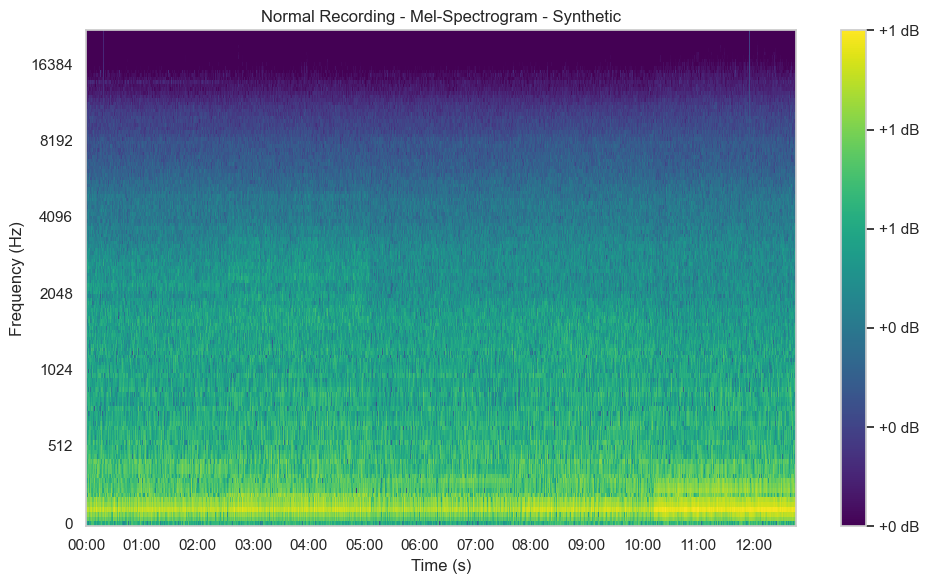 Normal Recording - Mel-Spectrogram - Synthetic
Frequency (Hz)
16384
8192
4096
2048
1024
512
0
00:00 01:00 02:00 03:00 04:00 05:00 06:00 07:00 08:00 09:00 10:00 11:00 12:00
Time (s)
+1 dB
+1 dB
+1 dB
+0 dB
+0 dB
+0 dB